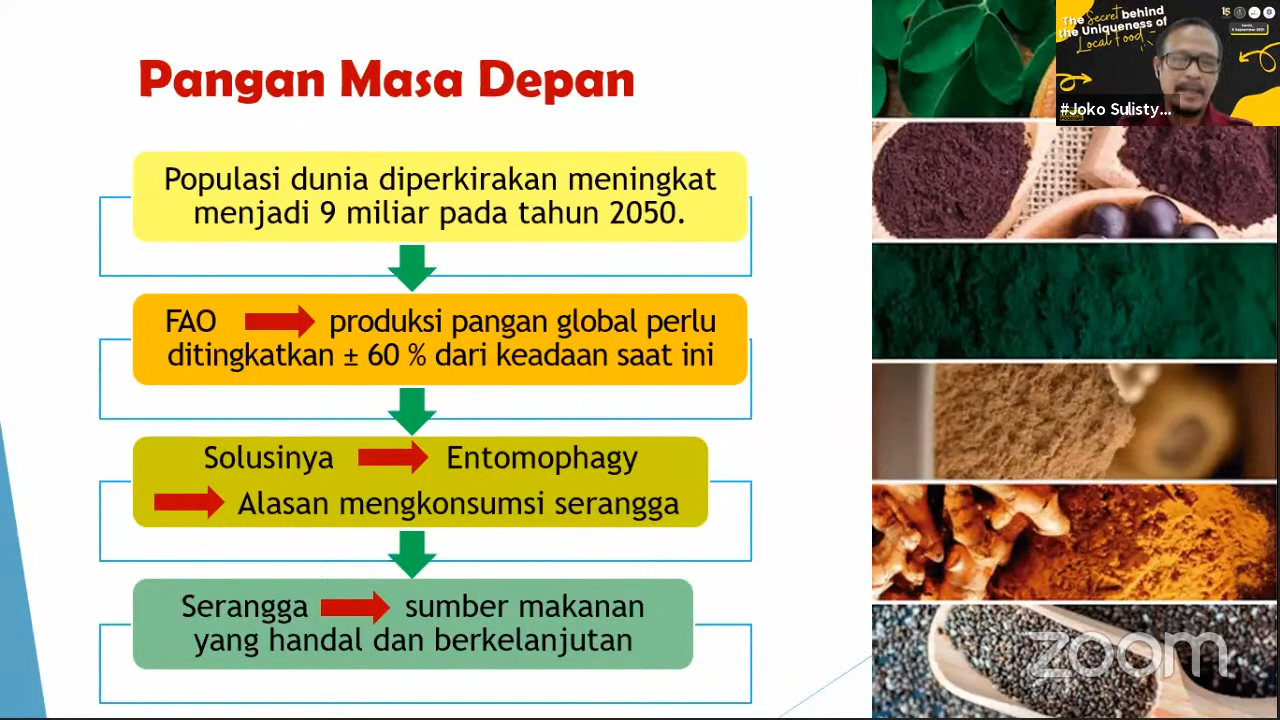 Pangan Masa Depan
Populasi dunia diperkirakan meningkat
menjadi 9 miliar pada tahun 2050.
FAO produksi pangan global perlu
ditingkatkan ± 60 % dari keadaan saat ini
Solusinya Entomophagy
Alasan mengkonsumsi serangga
Serangga sumber makanan
yang handal dan berkelanjutan
The Secret behind
the Uniqueness of
Local Food
#Joko Sulisty...
zoom